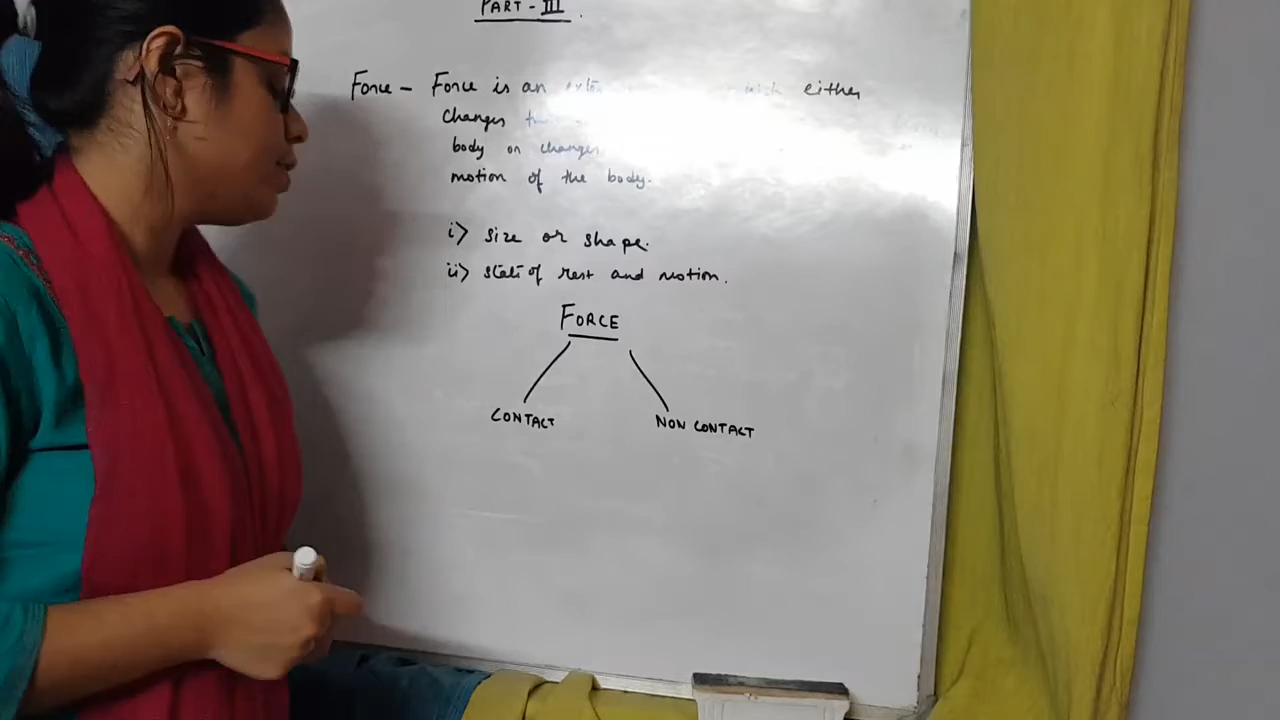 PART - III.
Force - Force is an either
changes
body or changes
motion of the body.
i> size or shape.
ii> state of rest and motion.
FORCE
CONTACT NON CONTACT